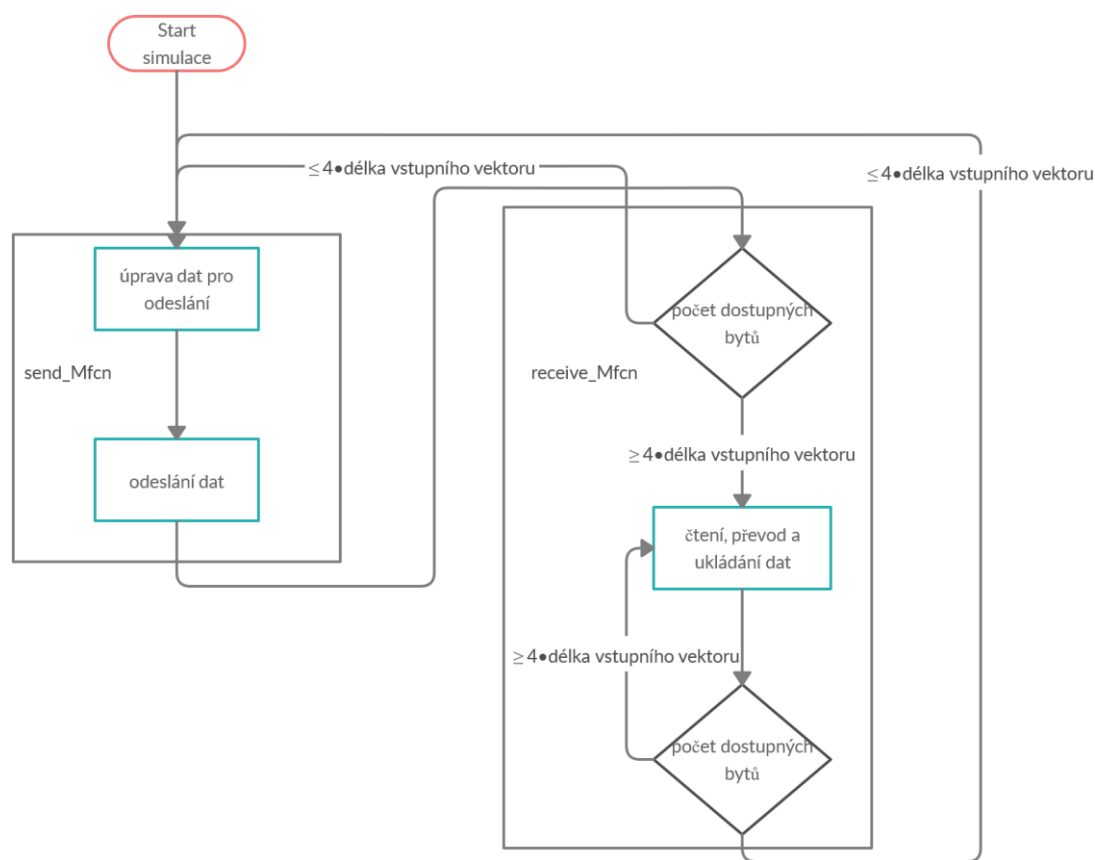 Start
simulace
≤ 4•délka vstupního vektoru
≤ 4•délka vstupního vektoru
úprava dat pro
odeslání
send_Mfcn
odeslání dat
počet dostupných
bytů
receive_Mfcn
≥ 4•délka vstupního vektoru
čtení, převod a
ukládání dat
≥ 4•délka vstupního vektoru
počet dostupných
bytů